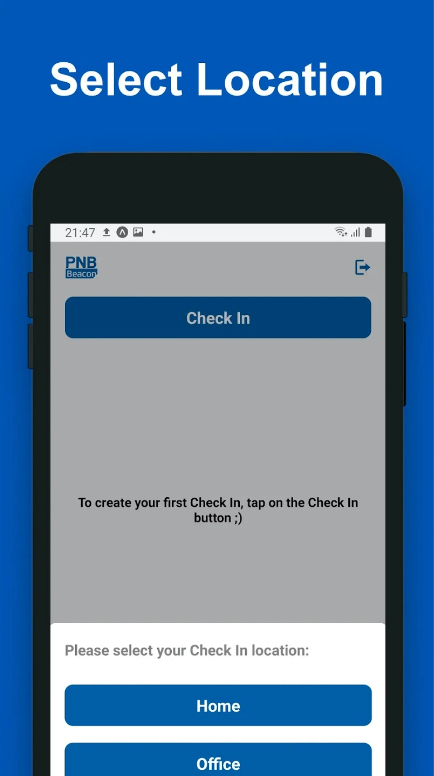 Select Location
21:47
PNB
Beacon
Check In
To create your first Check In, tap on the Check In
button ;)
Please select your Check In location:
Home
Office